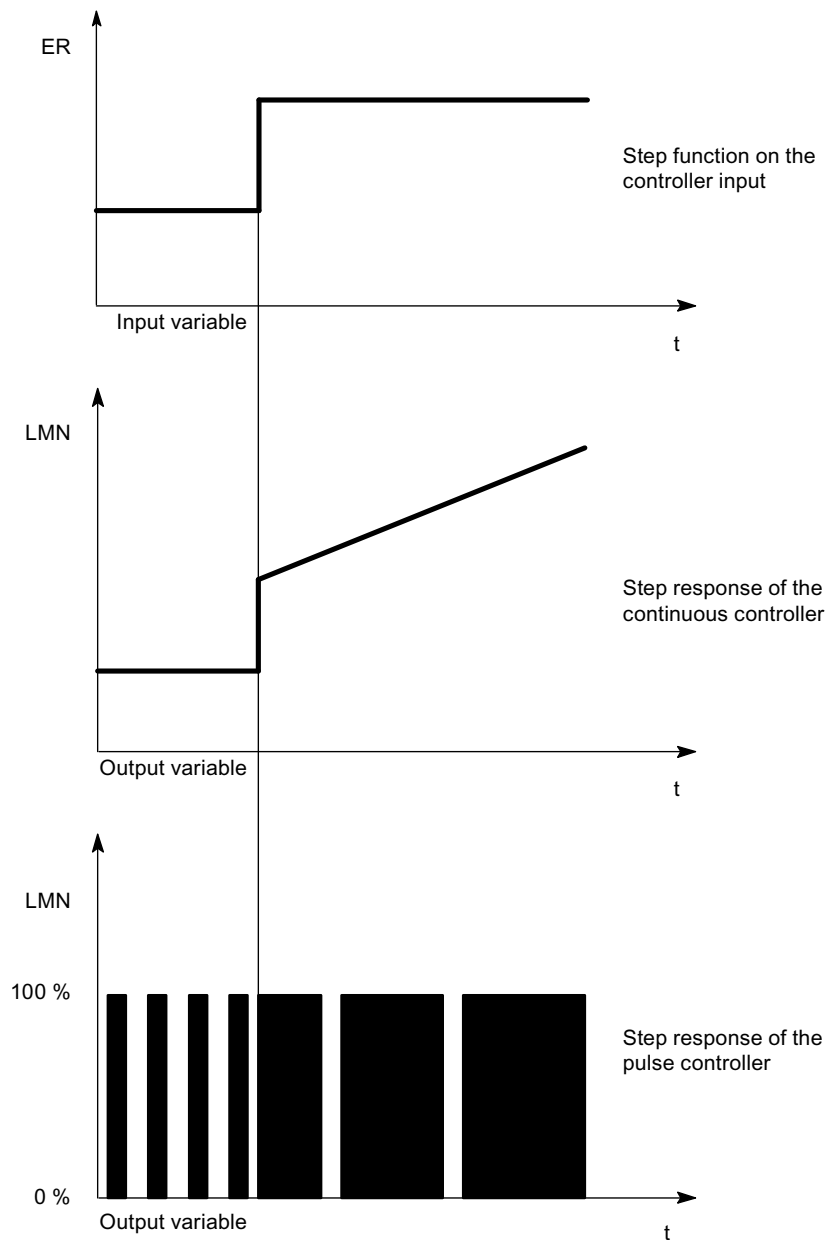 ER
Step function on the
controller input
Input variable
t
LMN
Step response of the
continuous controller
Output variable
t
LMN
100 %
Step response of the
pulse controller
0 %
Output variable
t